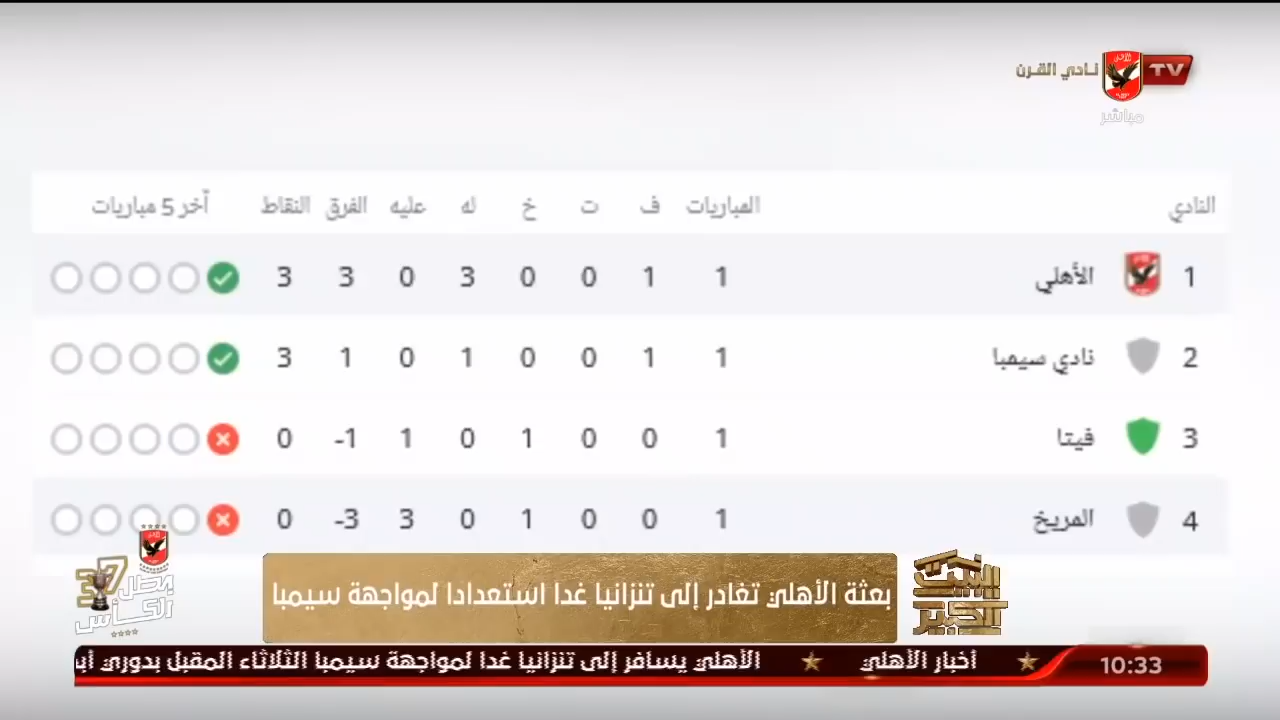 نادي القرن TV
مباشر
النادي المباريات ف ت خ له عليه الفرق النقاط آخر 5 مباريات
1 الأهلي 1 1 0 0 3 0 3 3
2 نادي سيمبا 1 1 0 0 1 0 1 3
3 فيتا 1 0 0 1 0 1 -1 0
4 المريخ 1 0 0 1 0 3 -3 0
البيت الكبير
بعثة الأهلي تغادر إلى تنزانيا غدا استعدادا لمواجهة سيمبا
37
بطل الكأس
10:33 أخبار الأهلي الأهلي يسافر إلى تنزانيا غدا لمواجهة سيمبا الثلاثاء المقبل بدوري أب